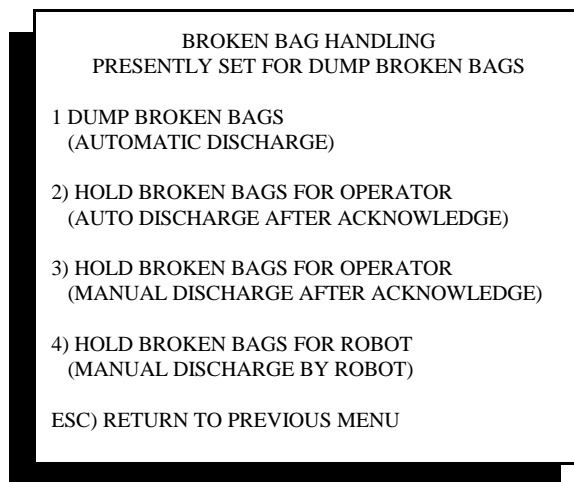 BROKEN BAG HANDLING
PRESENTLY SET FOR DUMP BROKEN BAGS
1 DUMP BROKEN BAGS
(AUTOMATIC DISCHARGE)
2) HOLD BROKEN BAGS FOR OPERATOR
(AUTO DISCHARGE AFTER ACKNOWLEDGE)
3) HOLD BROKEN BAGS FOR OPERATOR
(MANUAL DISCHARGE AFTER ACKNOWLEDGE)
4) HOLD BROKEN BAGS FOR ROBOT
(MANUAL DISCHARGE BY ROBOT)
ESC) RETURN TO PREVIOUS MENU